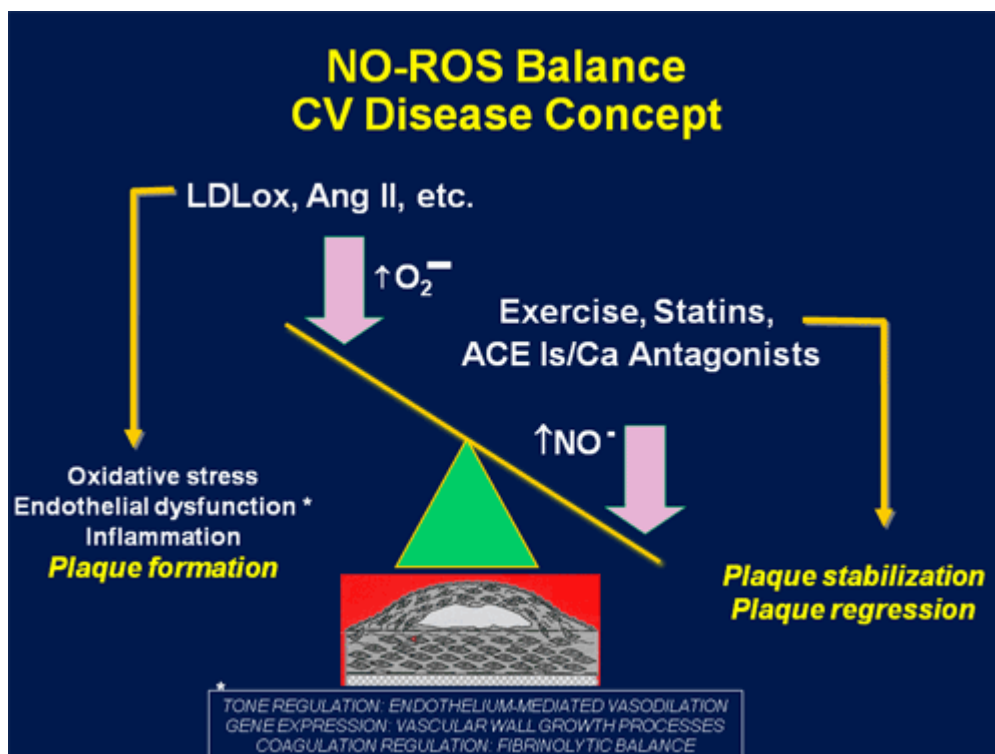 NO-ROS Balance
CV Disease Concept
LDLox, Ang II, etc.
↑O₂⁻
Exercise, Statins,
ACE Is/Ca Antagonists
↑NO⁻
Oxidative stress
Endothelial dysfunction *
Inflammation
Plaque formation
Plaque stabilization
Plaque regression
*
TONE REGULATION: ENDOTHELIUM-MEDIATED VASODILATION
GENE EXPRESSION: VASCULAR WALL GROWTH PROCESSES
COAGULATION REGULATION: FIBRINOLYTIC BALANCE